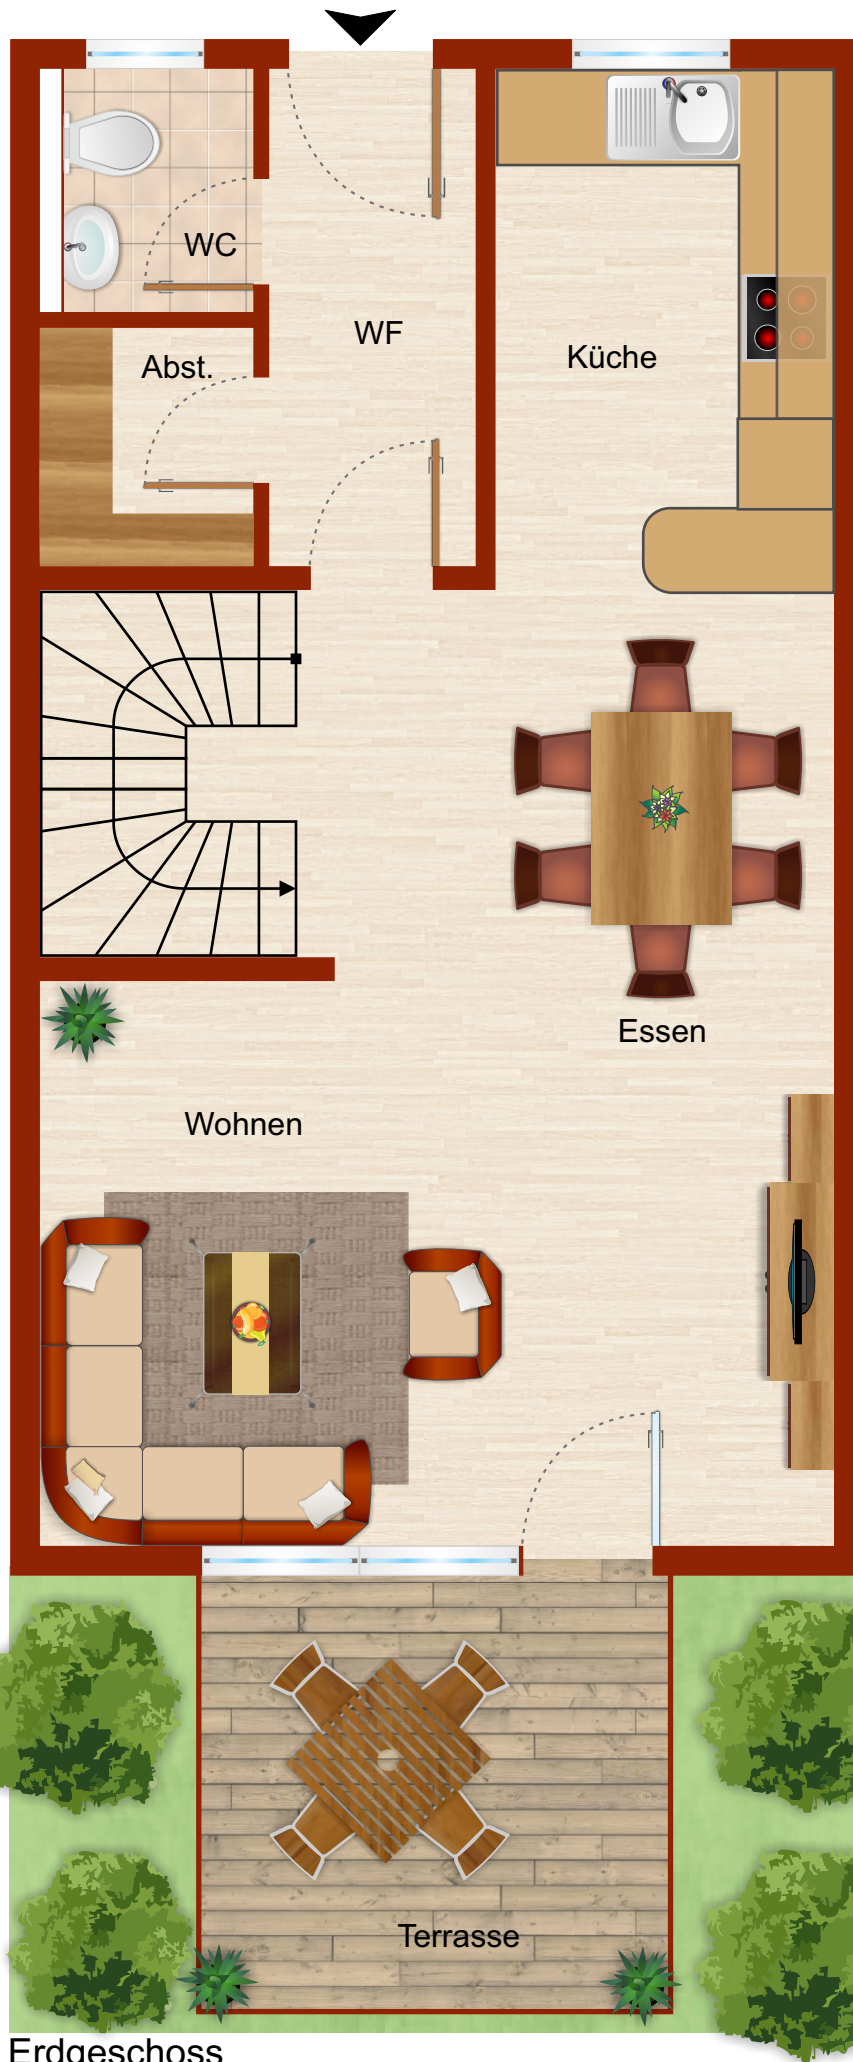 WC
WF
Küche
Abst.
Essen
Wohnen
Terrasse
Erdgeschoss